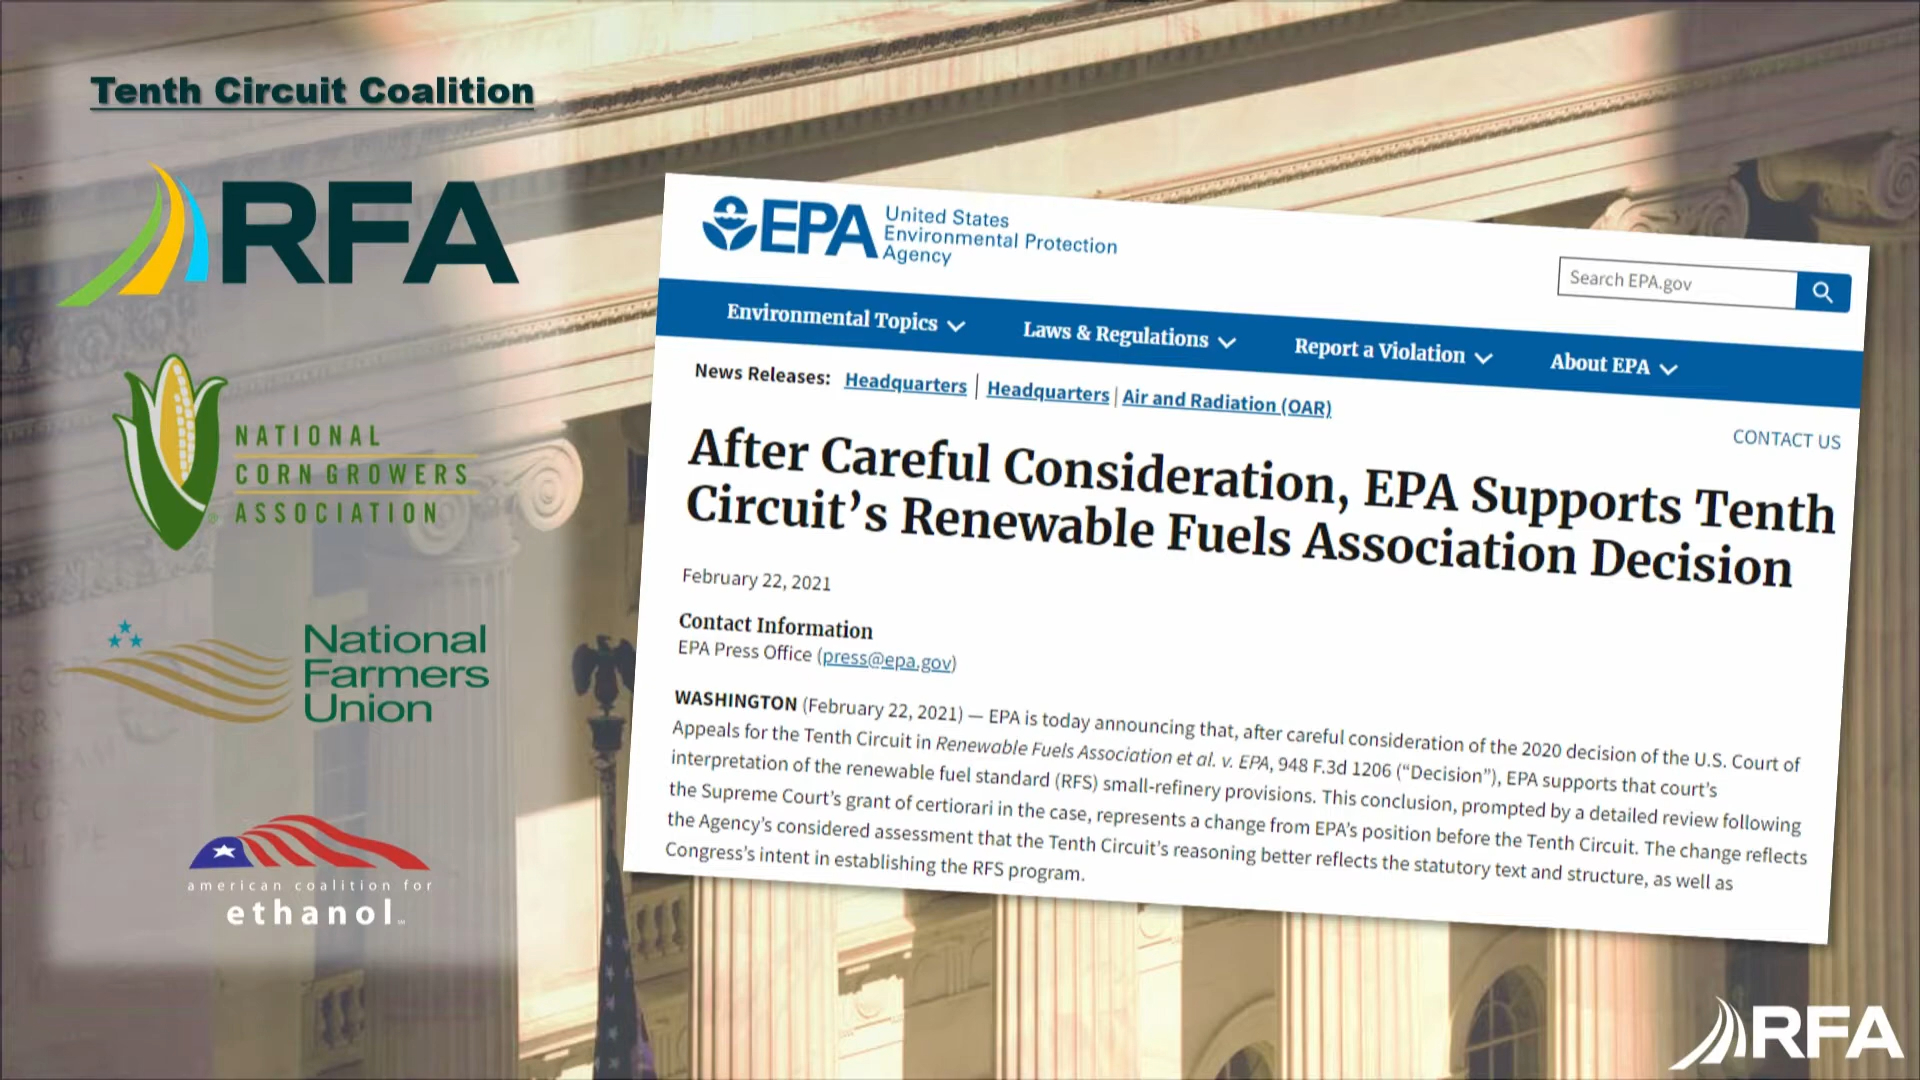 Tenth Circuit Coalition
RFA
NATIONAL
CORN GROWERS
ASSOCIATION
National
Farmers
Union
american coalition for
ethanol
EPA United States
Environmental Protection
Agency
Search EPA.gov
Environmental Topics
Laws & Regulations
Report a Violation
About EPA
News Releases: Headquarters | Headquarters | Air and Radiation (OAR)
CONTACT US
After Careful Consideration, EPA Supports Tenth
Circuit’s Renewable Fuels Association Decision
February 22, 2021
Contact Information
EPA Press Office (press@epa.gov)
WASHINGTON (February 22, 2021) — EPA is today announcing that, after careful consideration of the 2020 decision of the U.S. Court of
Appeals for the Tenth Circuit in Renewable Fuels Association et al. v. EPA, 948 F.3d 1206 (“Decision”), EPA supports that court’s
interpretation of the renewable fuel standard (RFS) small-refinery provisions. This conclusion, prompted by a detailed review following
the Supreme Court’s grant of certiorari in the case, represents a change from EPA’s position before the Tenth Circuit. The change reflects
the Agency’s considered assessment that the Tenth Circuit’s reasoning better reflects the statutory text and structure, as well as
Congress’s intent in establishing the RFS program.
RFA